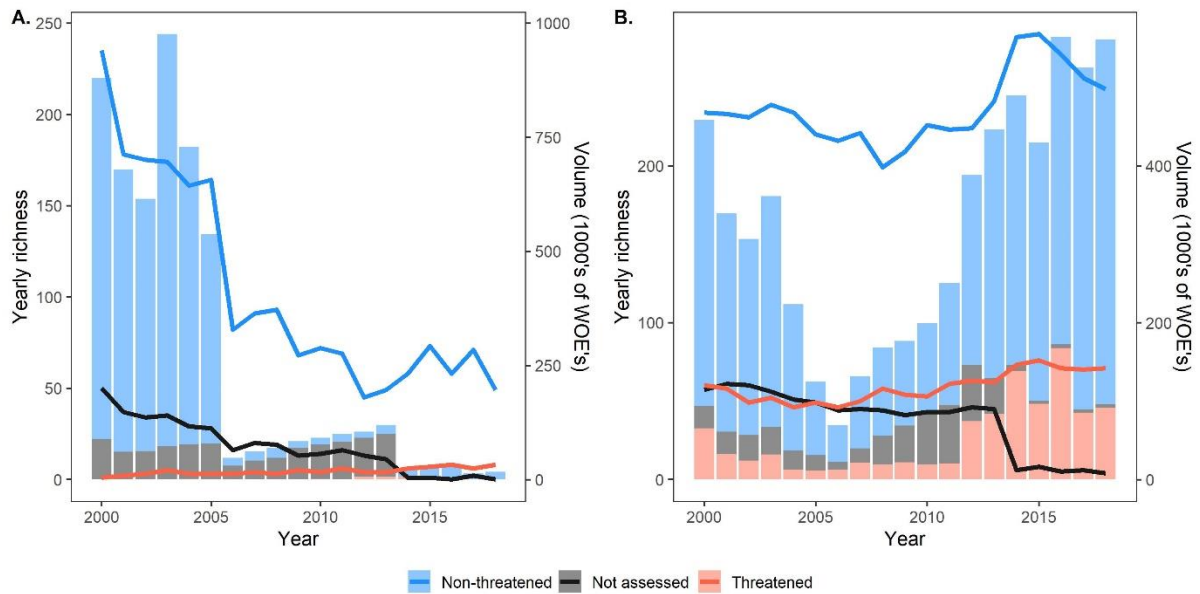 A.
B.
250
200
150
100
50
0
Yearly richness
1000
750
500
250
0
Volume (1000's of WOE's)
2000
2005
2010
2015
Year
200
100
0
Yearly richness
400
200
0
Volume (1000's of WOE's)
2000
2005
2010
2015
Year
Non-threatened
Not assessed
Threatened